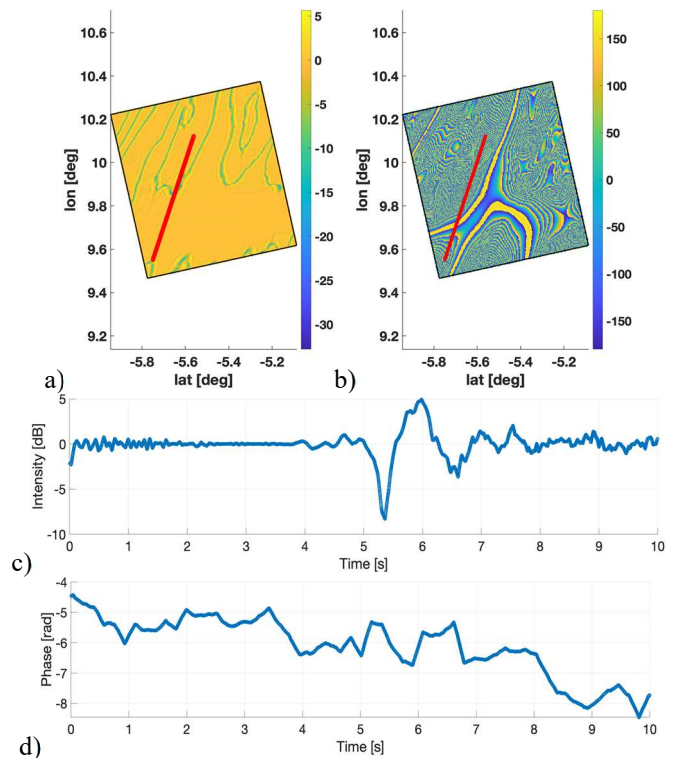 10.6
10.4
10.2
10
9.8
9.6
9.4
9.2
lon [deg]
-5.8 -5.6 -5.4 -5.2
lat [deg]
5
0
-5
-10
-15
-20
-25
-30
a)
10.6
10.4
10.2
10
9.8
9.6
9.4
9.2
lon [deg]
-5.8 -5.6 -5.4 -5.2
lat [deg]
150
100
50
0
-50
-100
-150
b)
5
0
-5
-10
Intensity [dB]
0 1 2 3 4 5 6 7 8 9 10
Time [s]
c)
-4
-5
-6
-7
-8
Phase [rad]
0 1 2 3 4 5 6 7 8 9 10
Time [s]
d)